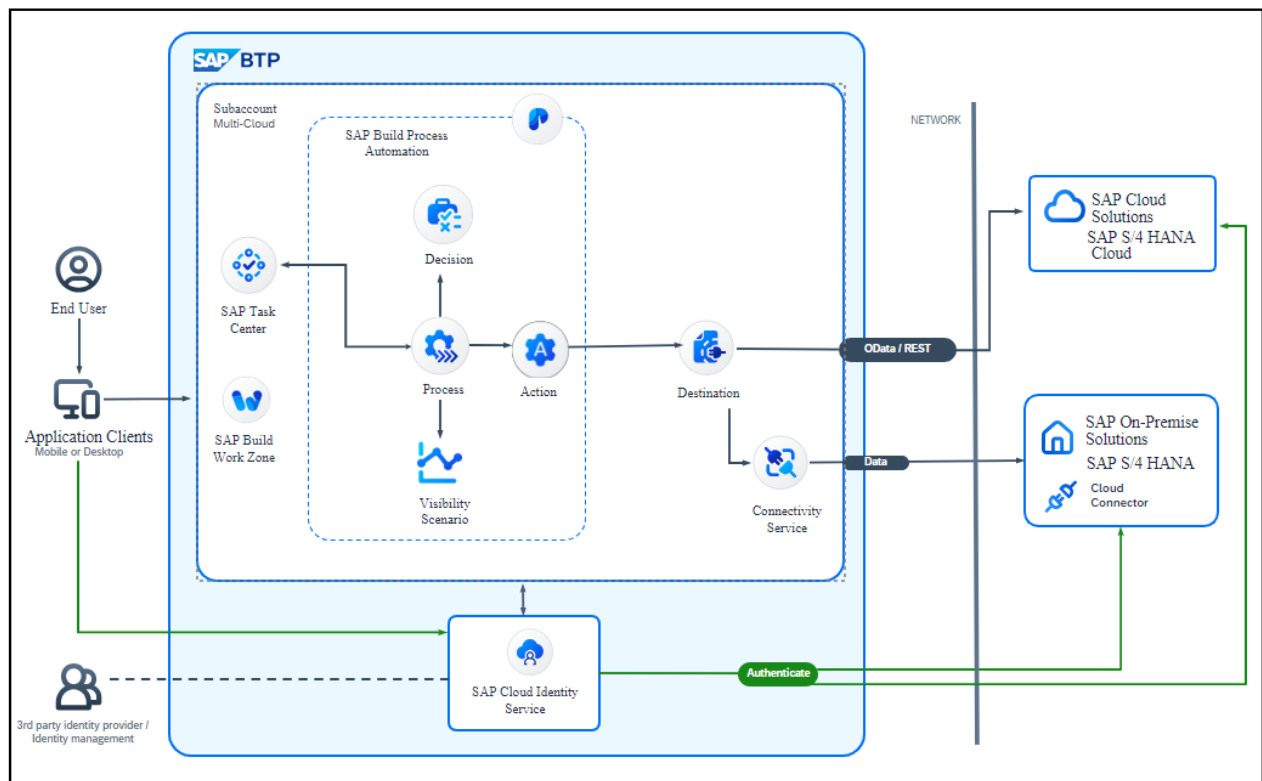 SAP BTP
Subaccount
Multi-Cloud
SAP Build Process
Automation
NETWORK
Decision
SAP Task
Center
Process
Action
Destination
SAP Build
Work Zone
Visibility
Scenario
Connectivity
Service
End User
Application Clients
Mobile or Desktop
OData / REST
Data
SAP Cloud
Solutions
SAP S/4 HANA
Cloud
SAP On-Premise
Solutions
SAP S/4 HANA
Cloud
Connector
SAP Cloud Identity
Service
Authenticate
3rd party identity provider /
Identity management